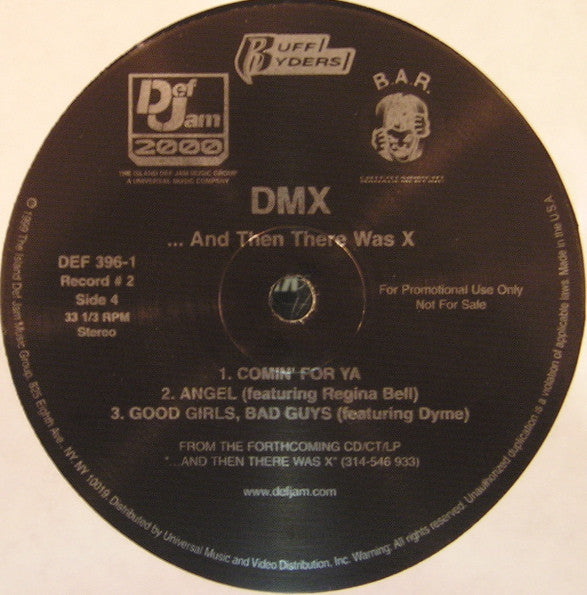 RUFF
RYDERS!
B.A.R.
Def
Jam
2000
THE ISLAND DEF JAM MUSIC GROUP
A UNIVERSAL MUSIC COMPANY
DMX
... And Then There Was X
DEF 396-1
Record # 2
Side 4
33 1/3 RPM
Stereo
For Promotional Use Only
Not For Sale
1. COMIN' FOR YA
2. ANGEL (featuring Regina Bell)
3. GOOD GIRLS, BAD GUYS (featuring Dyme)
FROM THE FORTHCOMING CD/CT/LP
"...AND THEN THERE WAS X" (314-546 933)
www.defjam.com
© 1999 The Island Def Jam Music Group, 825 Eighth Ave., NY, NY 10019. Distributed by Universal Music and Video Distribution, Inc. Warning: All rights reserved. Unauthorized duplication is a violation of applicable laws. Made in the U.S.A.